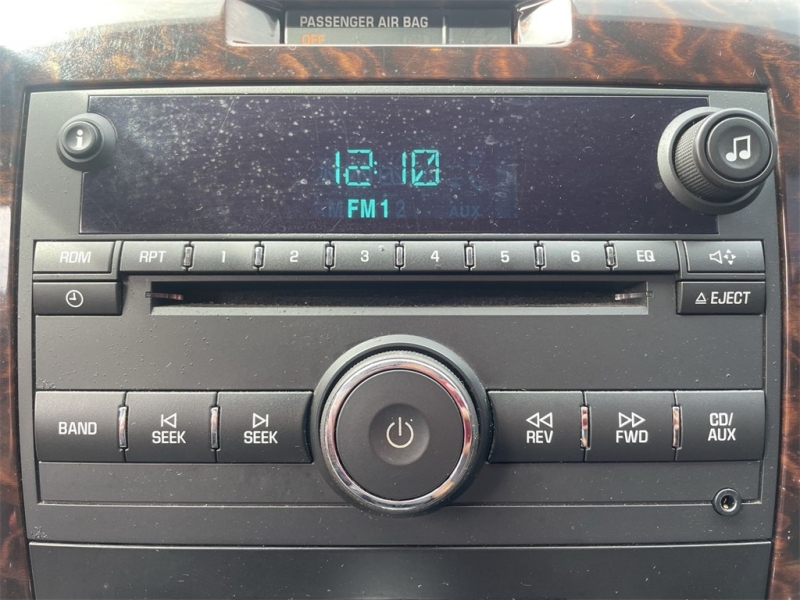 PASSENGER AIR BAG
OFF
i
12:10
FM1 2 AUX
RDM RPT 1 2 3 4 5 6 EQ
EJECT
BAND SEEK SEEK REV FWD CD/
AUX